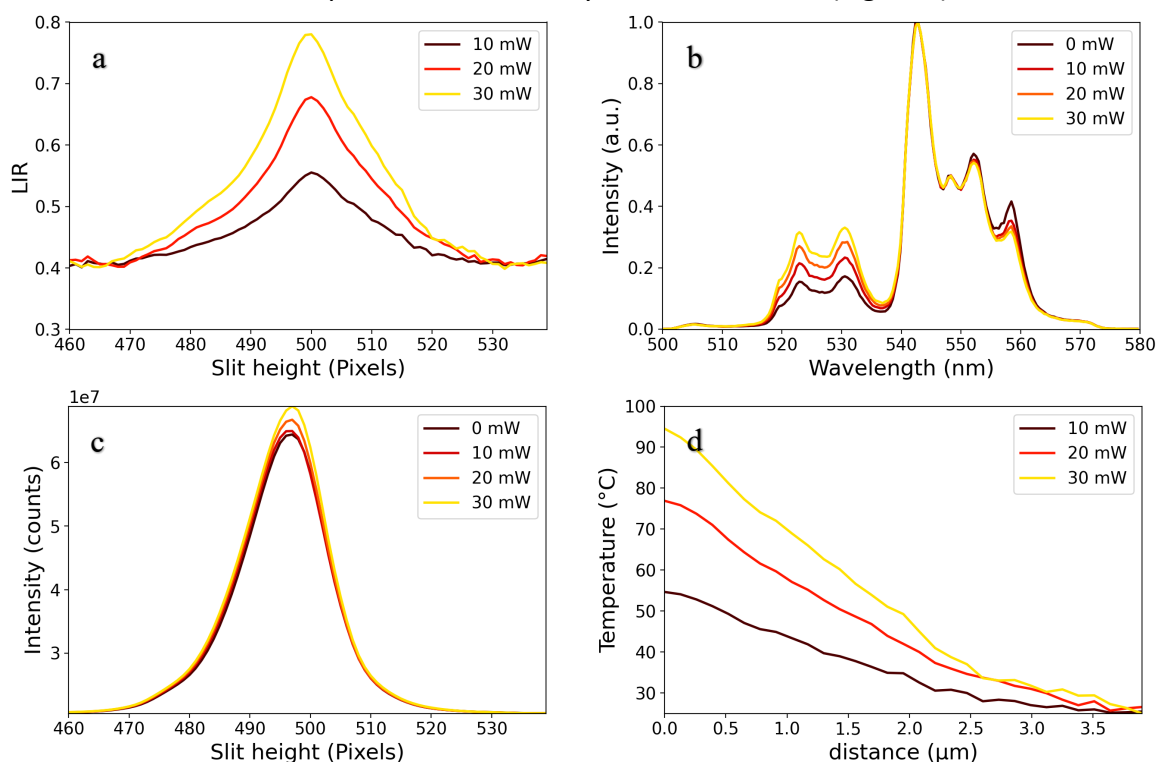 a
0.8
0.7
0.6
0.5
0.4
0.3
LIR
460 470 480 490 500 510 520 530
Slit height (Pixels)
10 mW
20 mW
30 mW
b
1.0
0.8
0.6
0.4
0.2
0.0
Intensity (a.u.)
500 510 520 530 540 550 560 570 580
Wavelength (nm)
0 mW
10 mW
20 mW
30 mW
1e7
c
6
5
4
3
Intensity (counts)
460 470 480 490 500 510 520 530
Slit height (Pixels)
0 mW
10 mW
20 mW
30 mW
d
100
90
80
70
60
50
40
30
Temperature (°C)
0.0 0.5 1.0 1.5 2.0 2.5 3.0 3.5
distance (μm)
10 mW
20 mW
30 mW